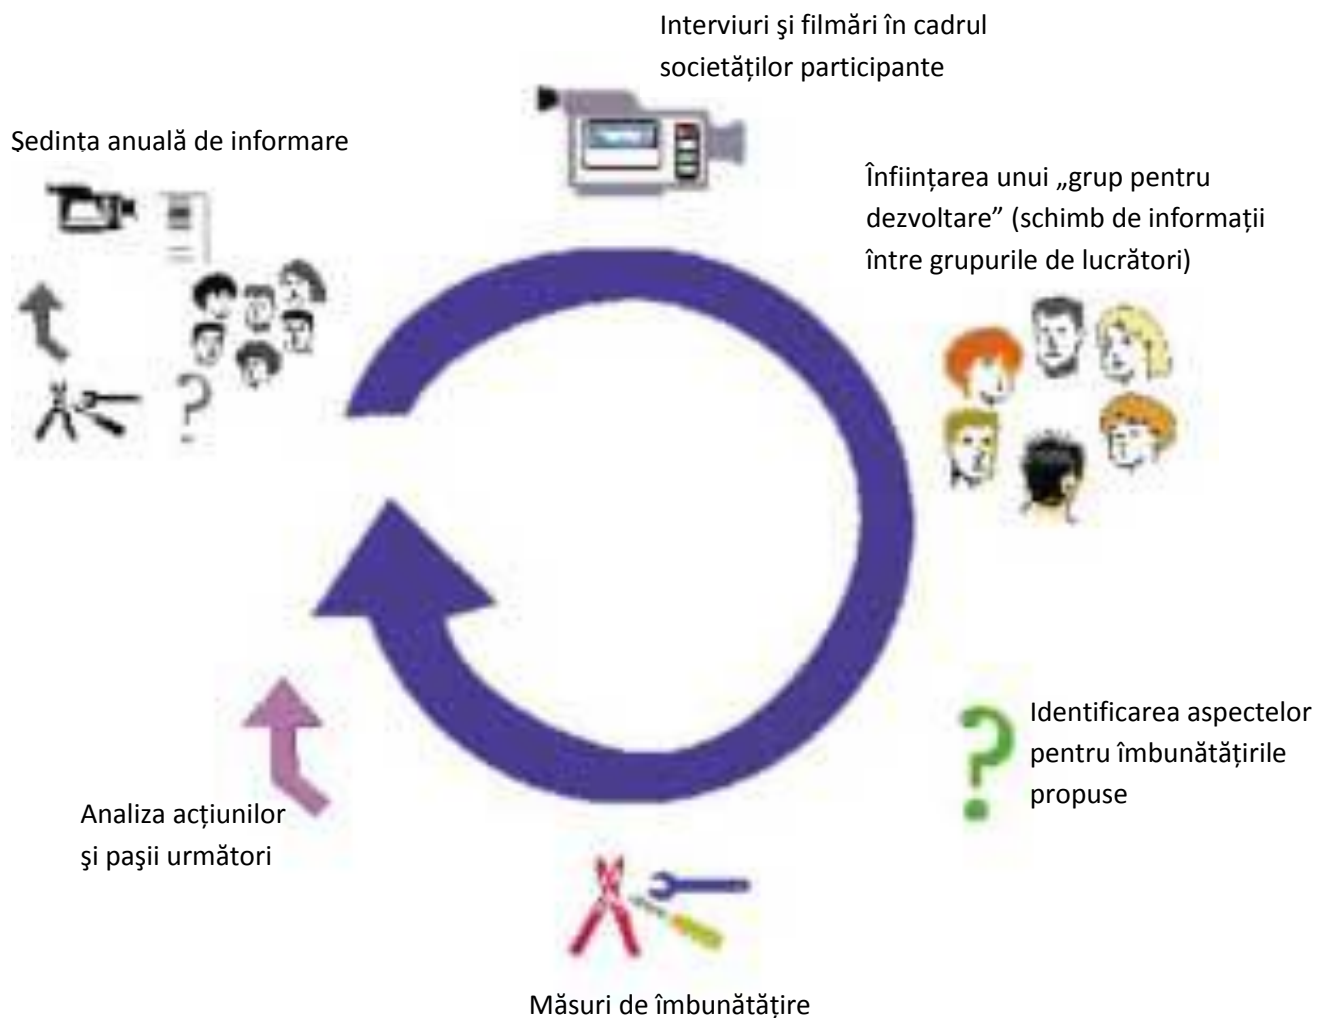 Interviuri şi filmări în cadrul
societăților participante
Ședința anuală de informare
Înființarea unui „grup pentru
dezvoltare” (schimb de informații
între grupurile de lucrători)
Identificarea aspectelor
pentru îmbunătățirile
propuse
Analiza acțiunilor
şi paşii următori
Măsuri de îmbunătățire